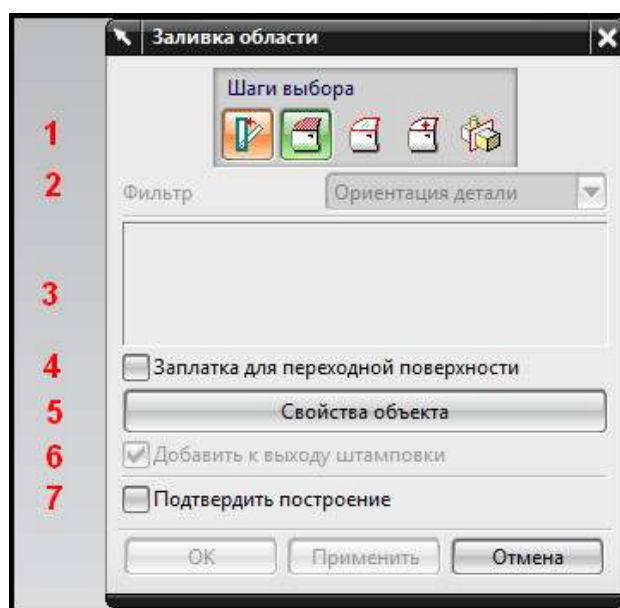 Заливка области
Шаги выбора
1
2 Фильтр Ориентация детали
3
4 Заплатка для переходной поверхности
5 Свойства объекта
6 Добавить к выходу штамповки
7 Подтвердить построение
OK Применить Отмена